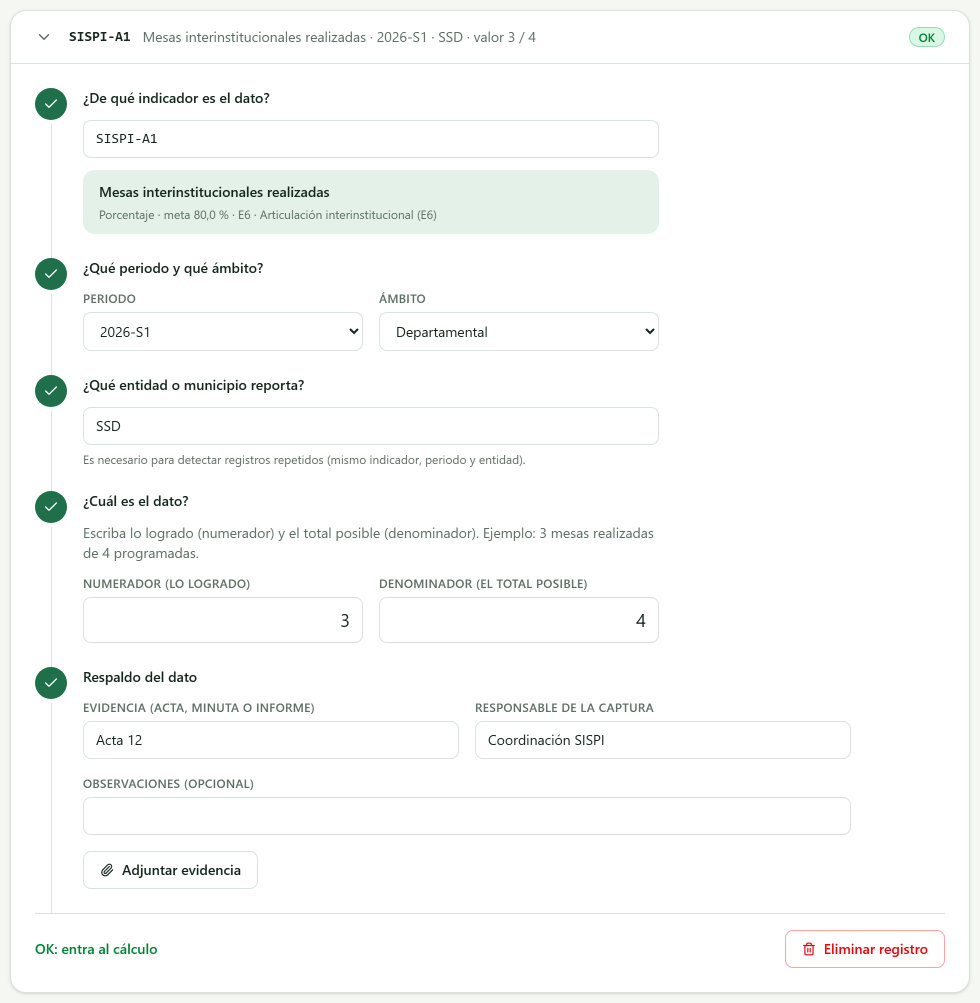 SISPI-A1 Mesas interinstitucionales realizadas · 2026-S1 · SSD · valor 3 / 4 OK
¿De qué indicador es el dato?
SISPI-A1
Mesas interinstitucionales realizadas
Porcentaje · meta 80,0 % · E6 · Articulación interinstitucional (E6)
¿Qué periodo y qué ámbito?
PERIODO ÁMBITO
2026-S1 Departamental
¿Qué entidad o municipio reporta?
SSD
Es necesario para detectar registros repetidos (mismo indicador, periodo y entidad).
¿Cuál es el dato?
Escriba lo logrado (numerador) y el total posible (denominador). Ejemplo: 3 mesas realizadas
de 4 programadas.
NUMERADOR (LO LOGRADO) DENOMINADOR (EL TOTAL POSIBLE)
3 4
Respaldo del dato
EVIDENCIA (ACTA, MINUTA O INFORME) RESPONSABLE DE LA CAPTURA
Acta 12 Coordinación SISPI
OBSERVACIONES (OPCIONAL)
Adjuntar evidencia
OK: entra al cálculo Eliminar registro